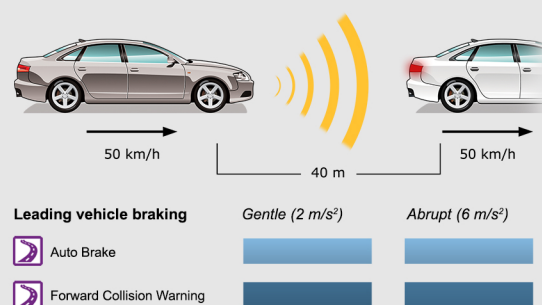 50 km/h
50 km/h
40 m
Leading vehicle braking Gentle (2 m/s²) Abrupt (6 m/s²)
Auto Brake
Forward Collision Warning